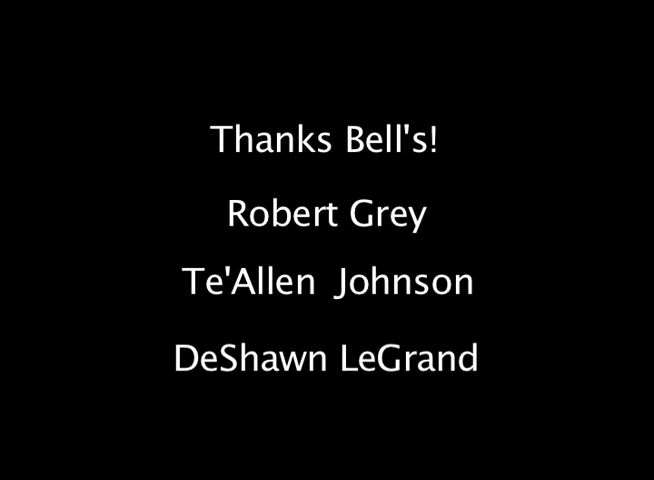 Thanks Bell's!
Robert Grey
Te'Allen  Johnson
DeShawn LeGrand